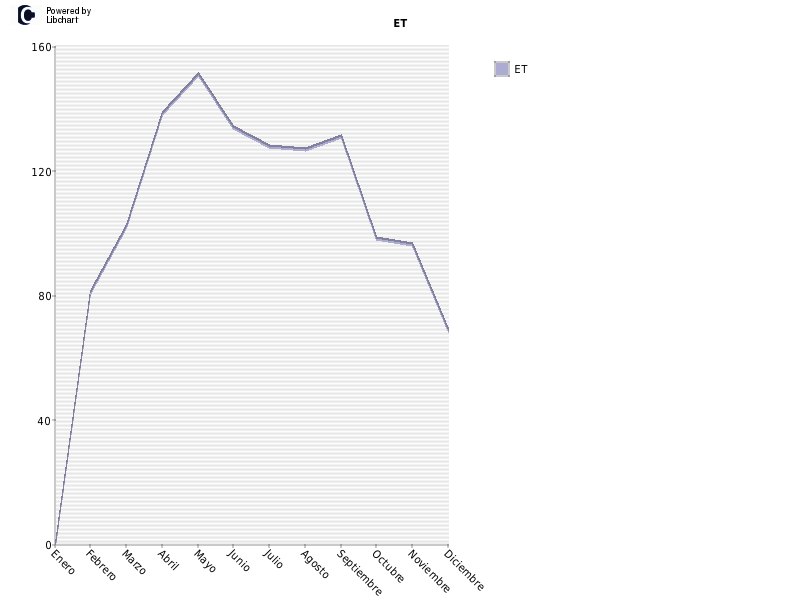 Powered by
Libchart
ET
160
120
80
40
0
ET
Enero
Febrero
Marzo
Abril
Mayo
Junio
Julio
Agosto
Septiembre
Octubre
Noviembre
Diciembre